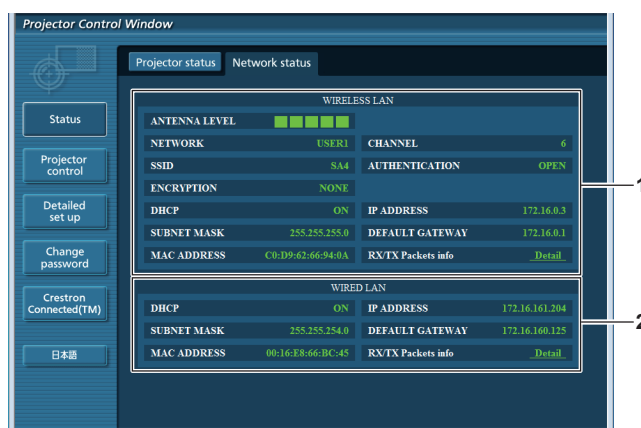 Projector Control Window
Projector status Network status
Status
Projector
control
Detailed
set up
Change
password
Crestron
Connected(TM)
日本語
WIRELESS LAN
ANTENNA LEVEL
NETWORK USER1 CHANNEL 6
SSID SA4 AUTHENTICATION OPEN
ENCRYPTION NONE
DHCP ON IP ADDRESS 172.16.0.3
SUBNET MASK 255.255.255.0 DEFAULT GATEWAY 172.16.0.1
MAC ADDRESS C0:D9:62:66:94:0A RX/TX Packets info Detail
1
WIRED LAN
DHCP ON IP ADDRESS 172.16.161.204
SUBNET MASK 255.255.254.0 DEFAULT GATEWAY 172.16.160.125
MAC ADDRESS 00:16:E8:66:BC:45 RX/TX Packets info Detail
2